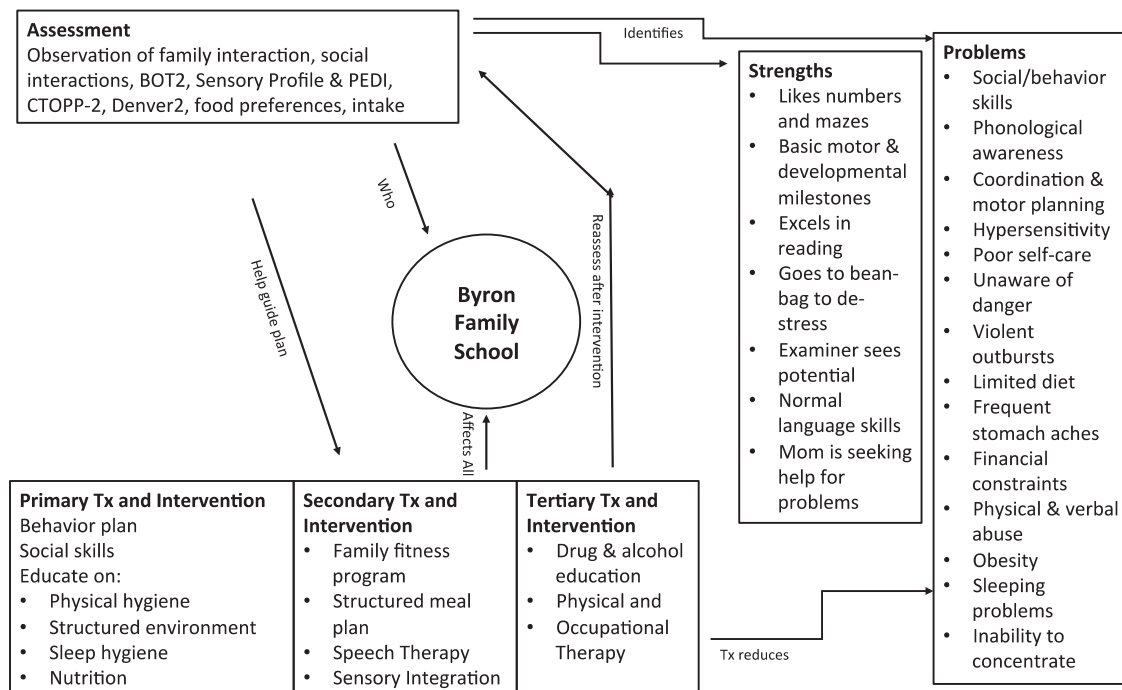 Assessment
Observation of family interaction, social
interactions, BOT2, Sensory Profile & PEDI,
CTOPP-2, Denver2, food preferences, intake
Identifies
Strengths
• Likes numbers
and mazes
• Basic motor &
developmental
milestones
• Excels in
reading
• Goes to bean-
bag to de-
stress
• Examiner sees
potential
• Normal
language skills
• Mom is seeking
help for
problems
Problems
• Social/behavior
skills
• Phonological
awareness
• Coordination &
motor planning
• Hypersensitivity
• Poor self-care
• Unaware of
danger
• Violent
outbursts
• Limited diet
• Frequent
stomach aches
• Financial
constraints
• Physical & verbal
abuse
• Obesity
• Sleeping
problems
• Inability to
concentrate
Who
Help guide plan
Byron
Family
School
Reassess after intervention
Affects All
Primary Tx and Intervention
Behavior plan
Social skills
Educate on:
• Physical hygiene
• Structured environment
• Sleep hygiene
• Nutrition
Secondary Tx and
Intervention
• Family fitness
program
• Structured meal
plan
• Speech Therapy
• Sensory Integration
Tertiary Tx and
Intervention
• Drug & alcohol
education
• Physical and
• Occupational
Therapy
Tx reduces